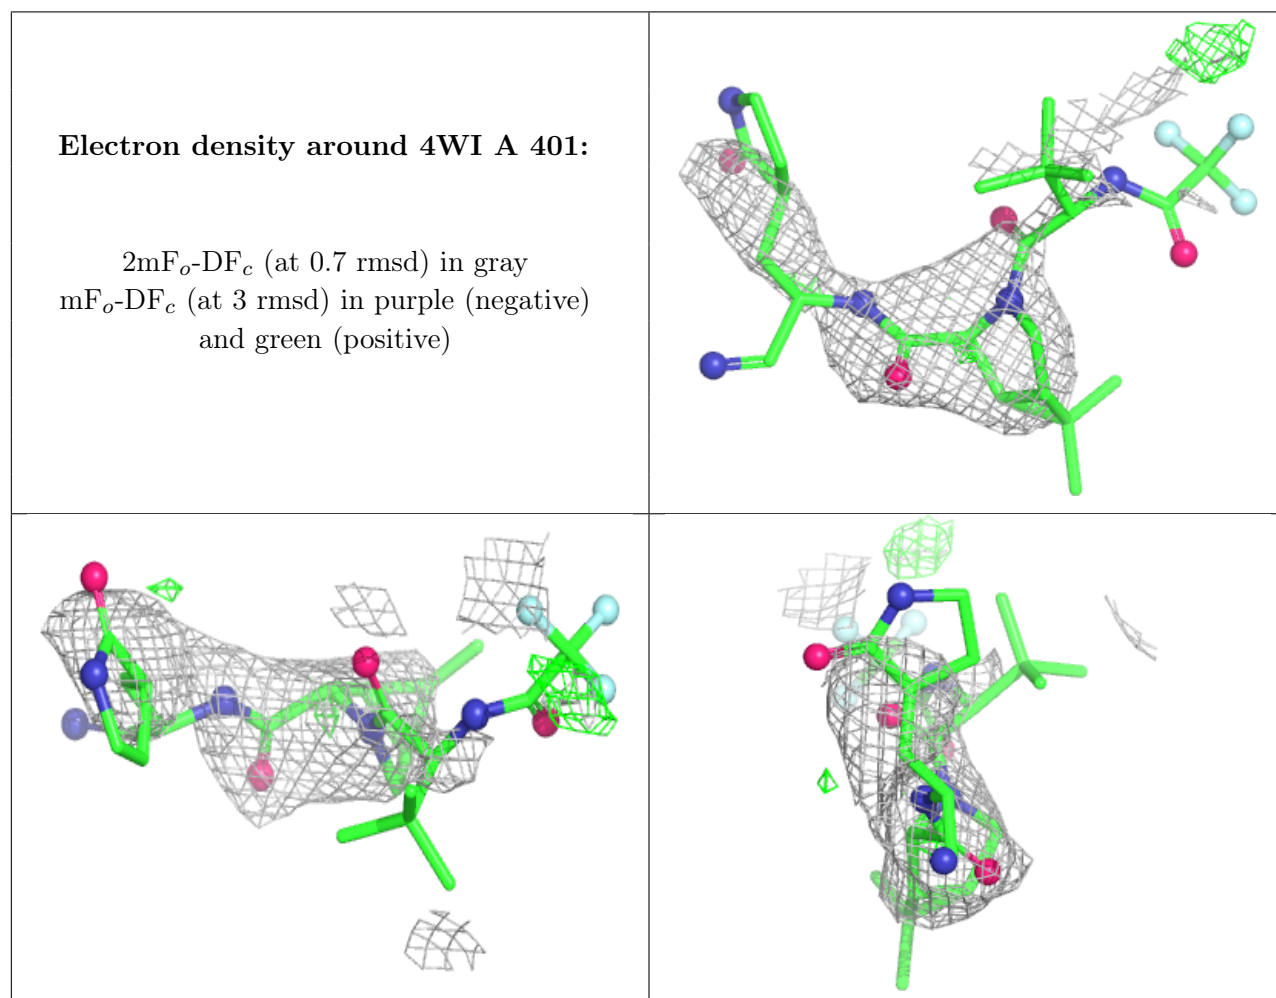 Electron density around 4WI A 401:
2mFo-DFc (at 0.7 rmsd) in gray
mFo-DFc (at 3 rmsd) in purple (negative)
and green (positive)